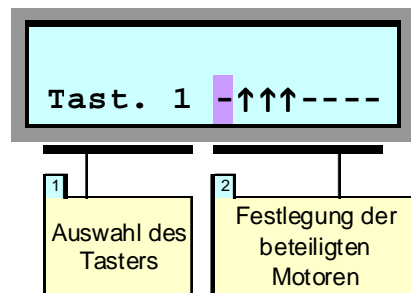 Tast. 1 -↑↑↑----
1
Auswahl des
Tasters
2
Festlegung der
beteiligten
Motoren